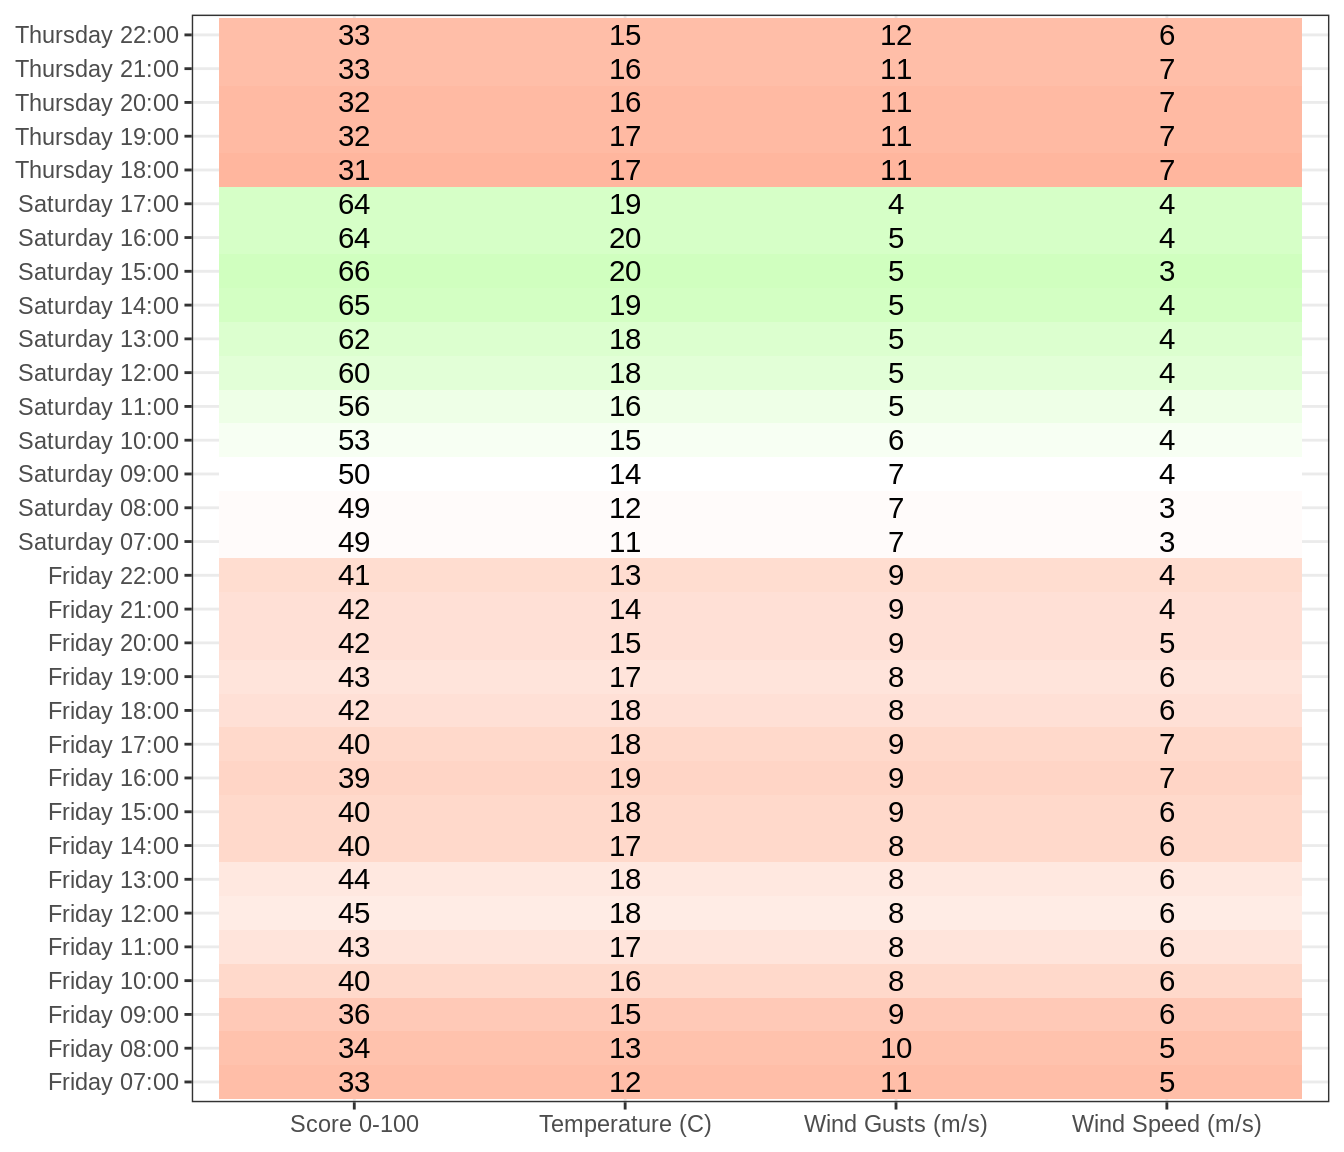 Thursday 22:00 33 15 12 6
Thursday 21:00 33 16 11 7
Thursday 20:00 32 16 11 7
Thursday 19:00 32 17 11 7
Thursday 18:00 31 17 11 7
Saturday 17:00 64 19 4 4
Saturday 16:00 64 20 5 4
Saturday 15:00 66 20 5 3
Saturday 14:00 65 19 5 4
Saturday 13:00 62 18 5 4
Saturday 12:00 60 18 5 4
Saturday 11:00 56 16 5 4
Saturday 10:00 53 15 6 4
Saturday 09:00 50 14 7 4
Saturday 08:00 49 12 7 3
Saturday 07:00 49 11 7 3
Friday 22:00 41 13 9 4
Friday 21:00 42 14 9 4
Friday 20:00 42 15 9 5
Friday 19:00 43 17 8 6
Friday 18:00 42 18 8 6
Friday 17:00 40 18 9 7
Friday 16:00 39 19 9 7
Friday 15:00 40 18 9 6
Friday 14:00 40 17 8 6
Friday 13:00 44 18 8 6
Friday 12:00 45 18 8 6
Friday 11:00 43 17 8 6
Friday 10:00 40 16 8 6
Friday 09:00 36 15 9 6
Friday 08:00 34 13 10 5
Friday 07:00 33 12 11 5
Score 0-100 Temperature (C) Wind Gusts (m/s) Wind Speed (m/s)